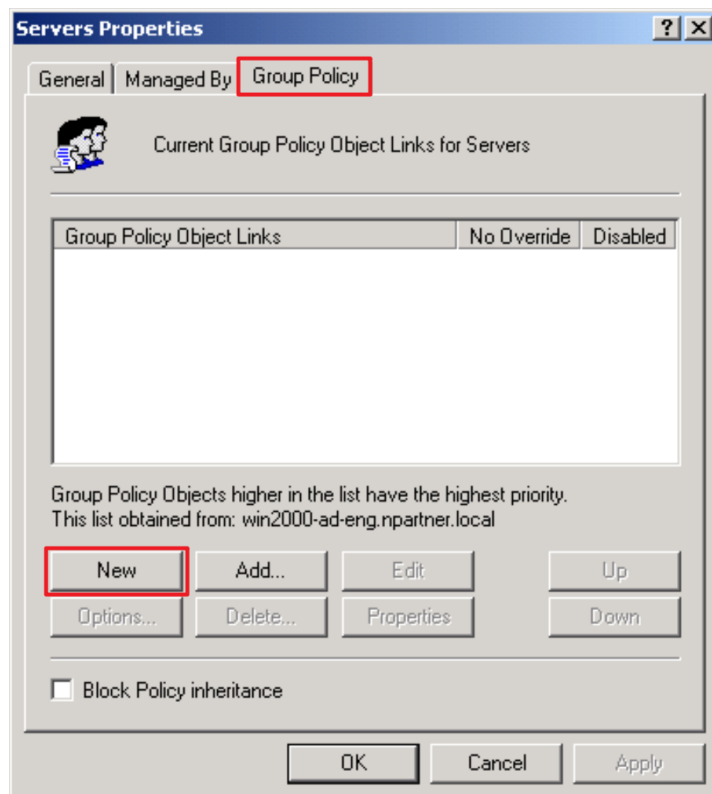 Servers Properties
General Managed By Group Policy
Current Group Policy Object Links for Servers
Group Policy Object Links No Override Disabled
Group Policy Objects higher in the list have the highest priority.
This list obtained from: win2000-ad-eng.npartner.local
New Add... Edit Up
Options... Delete... Properties Down
Block Policy inheritance
OK Cancel Apply